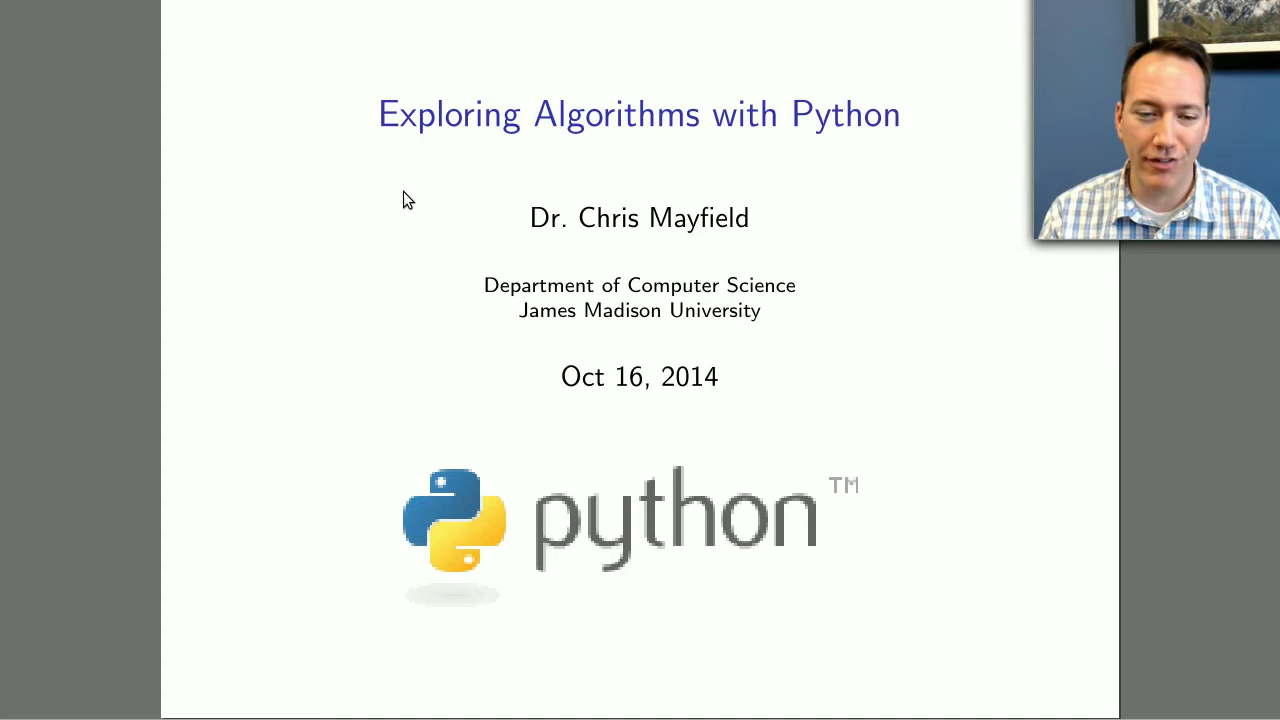 Exploring Algorithms with Python
Dr. Chris Mayfield
Department of Computer Science
James Madison University
Oct 16, 2014
python™